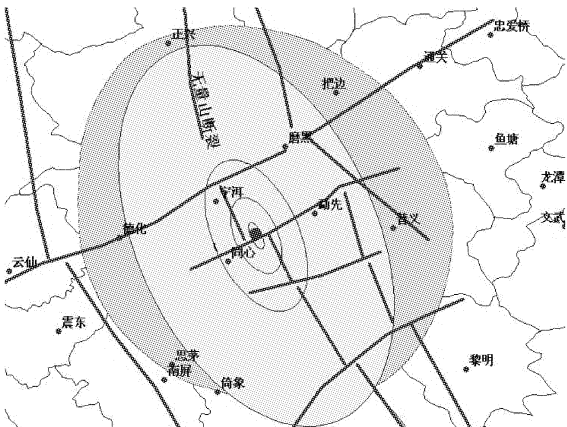 忠爱桥
正兴
通关
把边
无量山断裂
磨黑
鱼塘
龙潭
宁洱
勐先
文武
普义
德化
同心
云仙
震东
思茅
南屏
黎明
倚象